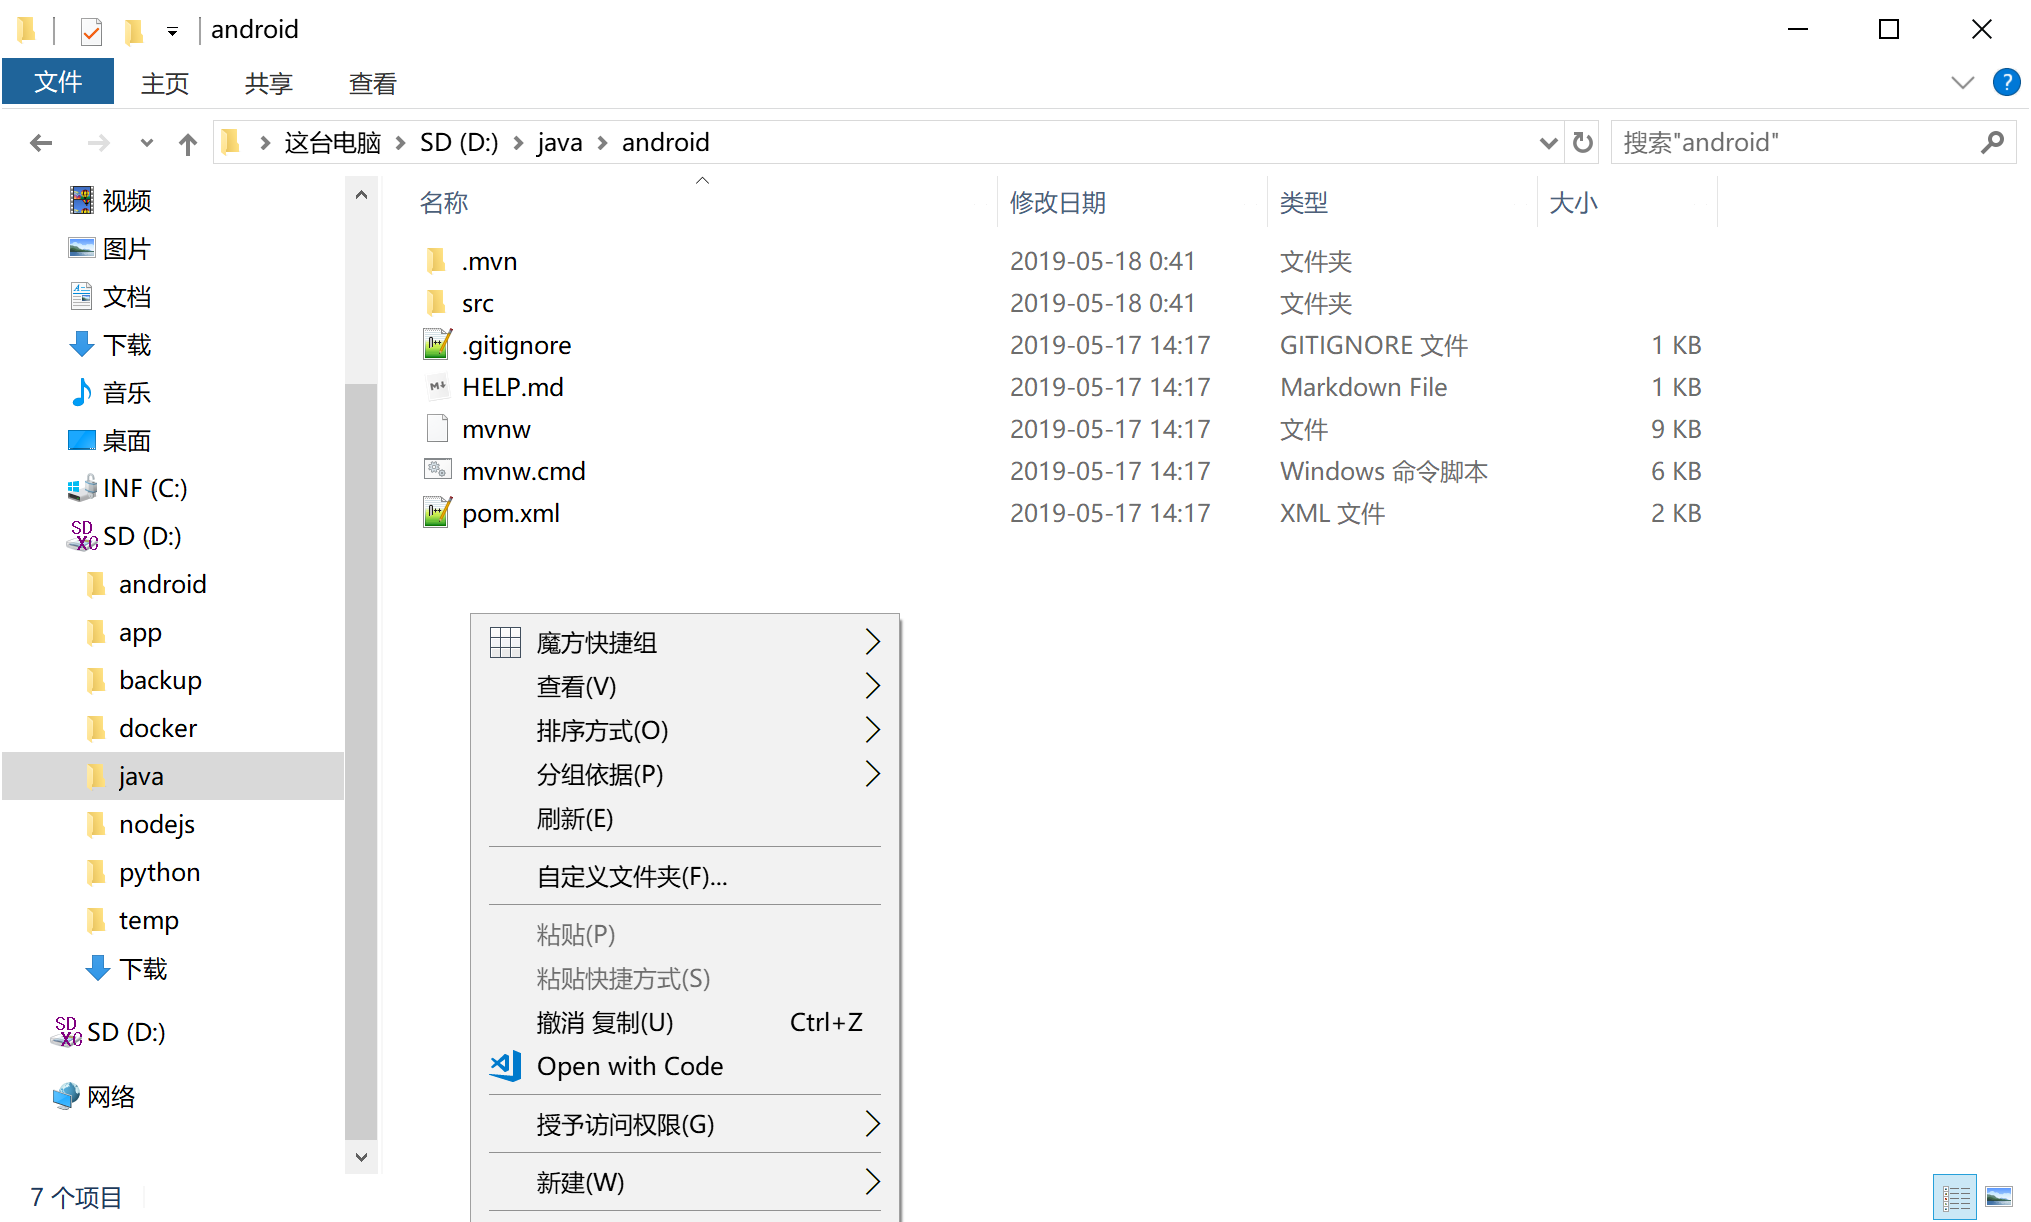 android
文件 主页 共享 查看
?
这台电脑 SD (D:) java android
搜索"android"
视频
图片
文档
下载
音乐
桌面
INF (C:)
SD (D:)
android
app
backup
docker
java
nodejs
python
temp
下载
SD (D:)
网络
名称 修改日期 类型 大小
.mvn 2019-05-18 0:41 文件夹
src 2019-05-18 0:41 文件夹
.gitignore 2019-05-17 14:17 GITIGNORE 文件 1 KB
HELP.md 2019-05-17 14:17 Markdown File 1 KB
mvnw 2019-05-17 14:17 文件 9 KB
mvnw.cmd 2019-05-17 14:17 Windows 命令脚本 6 KB
pom.xml 2019-05-17 14:17 XML 文件 2 KB
魔方快捷组
查看(V)
排序方式(O)
分组依据(P)
刷新(E)
自定义文件夹(F)...
粘贴(P)
粘贴快捷方式(S)
撤消 复制(U) Ctrl+Z
Open with Code
授予访问权限(G)
新建(W)
7 个项目